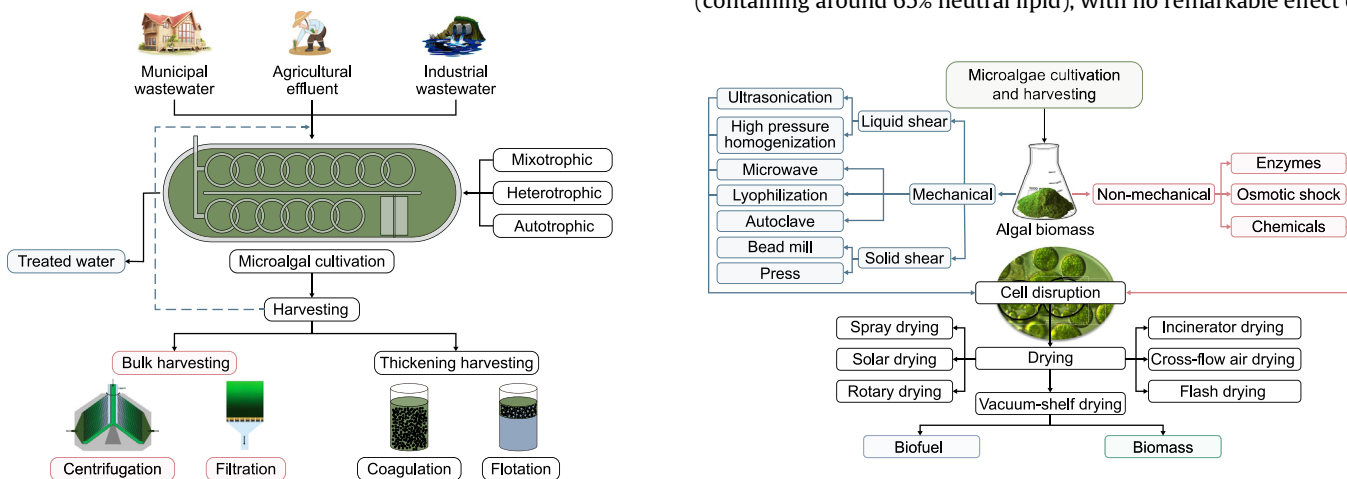 (containing around 65% neutral lipid), with no remarkable effect
Municipal
wastewater
Agricultural
effluent
Industrial
wastewater
Mixotrophic
Heterotrophic
Autotrophic
Treated water
Microalgal cultivation
Harvesting
Bulk harvesting
Thickening harvesting
Centrifugation
Filtration
Coagulation
Flotation
Microalgae cultivation
and harvesting
Ultrasonication
High pressure
homogenization
Liquid shear
Microwave
Lyophilization
Autoclave
Mechanical
Bead mill
Press
Solid shear
Algal biomass
Non-mechanical
Enzymes
Osmotic shock
Chemicals
Cell disruption
Spray drying
Solar drying
Rotary drying
Drying
Incinerator drying
Cross-flow air drying
Flash drying
Vacuum-shelf drying
Biofuel
Biomass